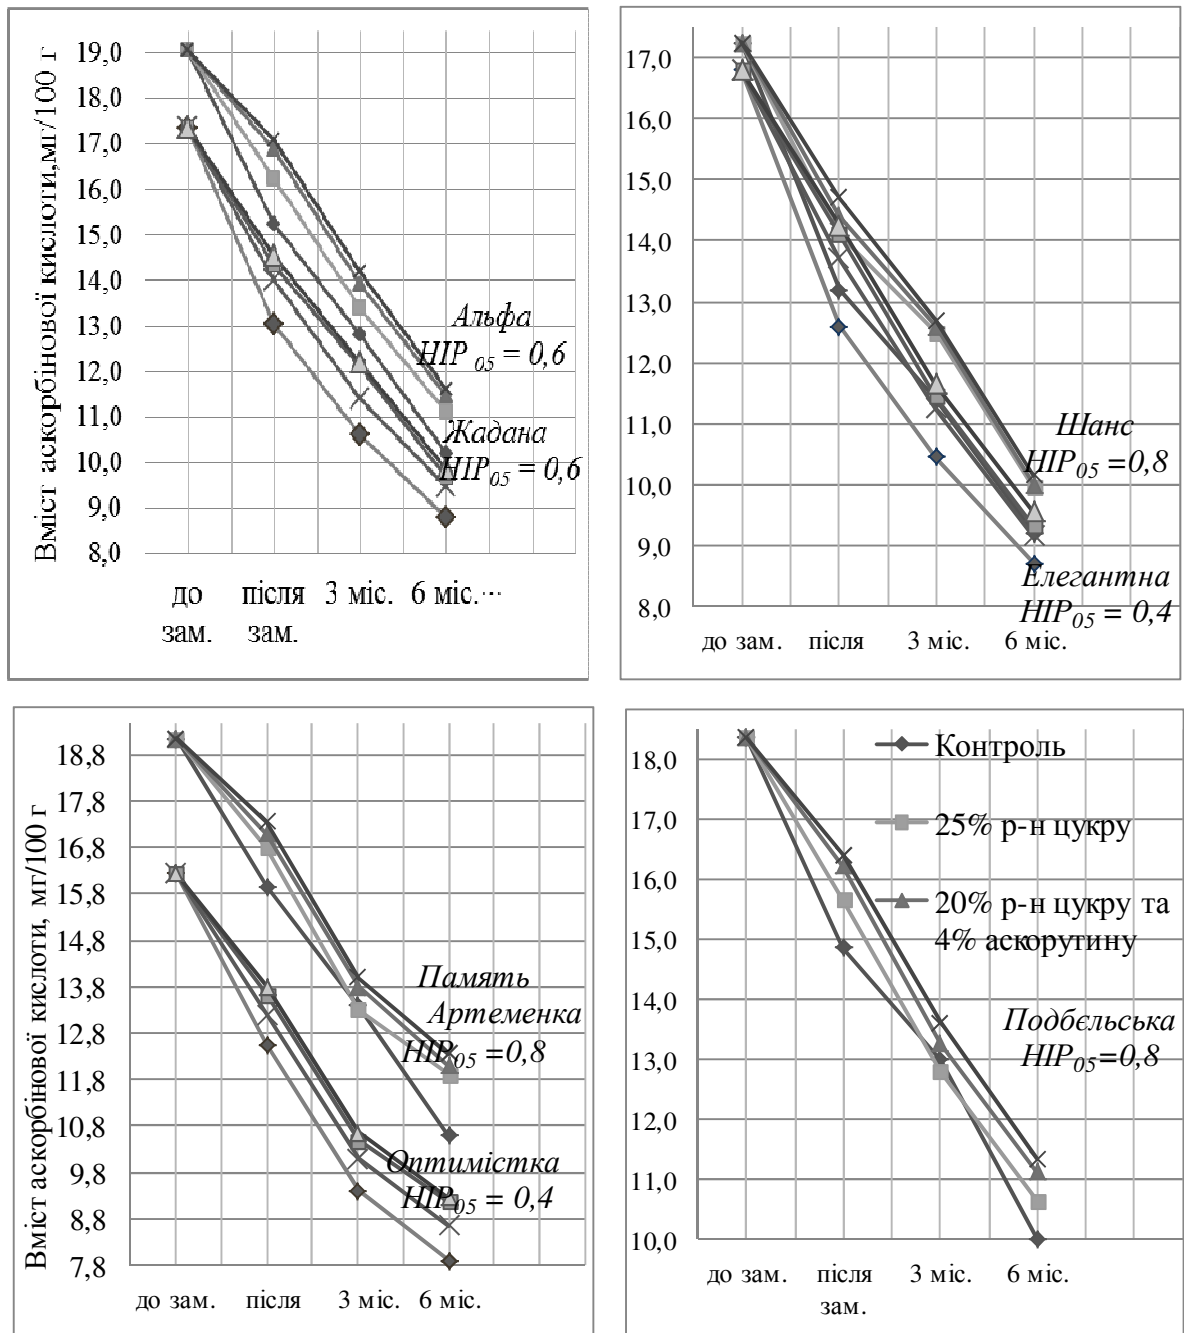 Вміст аскорбінової кислоти,мг/100 г
19,0
18,0
17,0
16,0
15,0
14,0
13,0
12,0
11,0
10,0
9,0
8,0
до
зам.
після
зам.
3 міс.
6 міс.…
Альфа
НІР 05 = 0,6
Жадана
НІР05 = 0,6
17,0
16,0
15,0
14,0
13,0
12,0
11,0
10,0
9,0
8,0
до зам.
після
3 міс.
6 міс.
Шанс
НІР05 =0,8
Елегантна
НІР05 = 0,4
Вміст аскорбінової кислоти, мг/100 г
18,8
17,8
16,8
15,8
14,8
13,8
12,8
11,8
10,8
9,8
8,8
7,8
до зам.
після
3 міс.
6 міс.
Память
Артеменка
НІР05 =0,8
Оптимістка
НІР05 = 0,4
18,0
17,0
16,0
15,0
14,0
13,0
12,0
11,0
10,0
до зам.
після
зам.
3 міс.
6 міс.
Контроль
25% р-н цукру
20% р-н цукру та
4% аскорутину
Подбєльська
НІР05=0,8